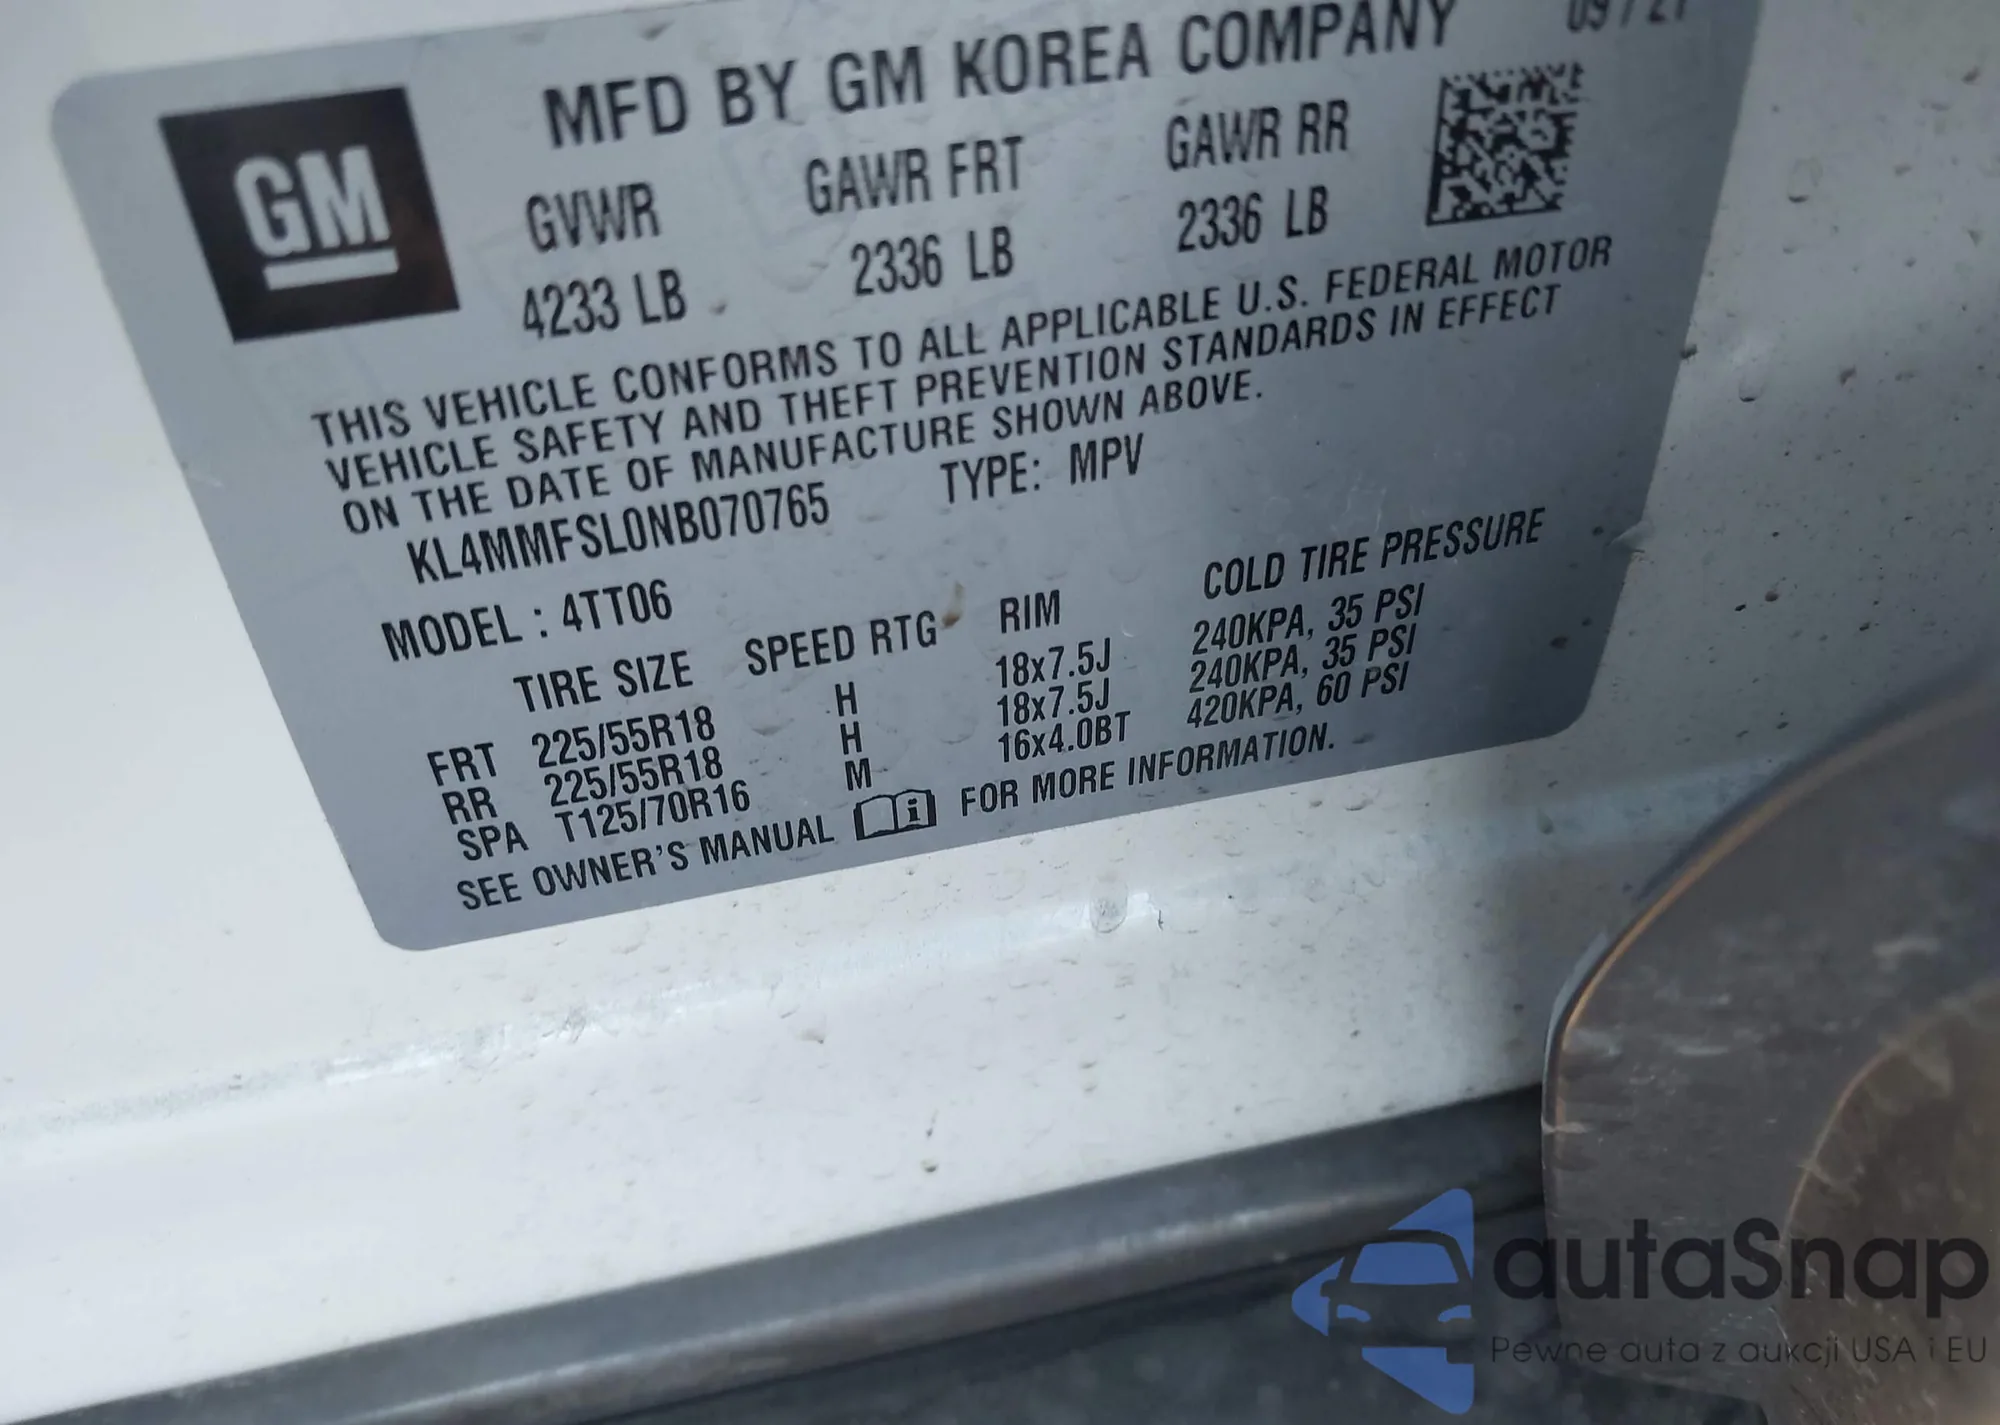 MFD BY GM KOREA COMPANY 09 / 21
GM
GVWR GAWR FRT GAWR RR
4233 LB 2336 LB 2336 LB
THIS VEHICLE CONFORMS TO ALL APPLICABLE U.S. FEDERAL MOTOR
VEHICLE SAFETY AND THEFT PREVENTION STANDARDS IN EFFECT
ON THE DATE OF MANUFACTURE SHOWN ABOVE.
KL4MMFSL0NB070765 TYPE: MPV
MODEL : 4TT06
TIRE SIZE SPEED RTG RIM COLD TIRE PRESSURE
FRT 225/55R18 H 18x7.5J 240KPA, 35 PSI
RR 225/55R18 H 18x7.5J 240KPA, 35 PSI
SPA T125/70R16 M 16x4.0BT 420KPA, 60 PSI
SEE OWNER'S MANUAL i FOR MORE INFORMATION.
autaSnap
Pewne auta z aukcji USA i EU